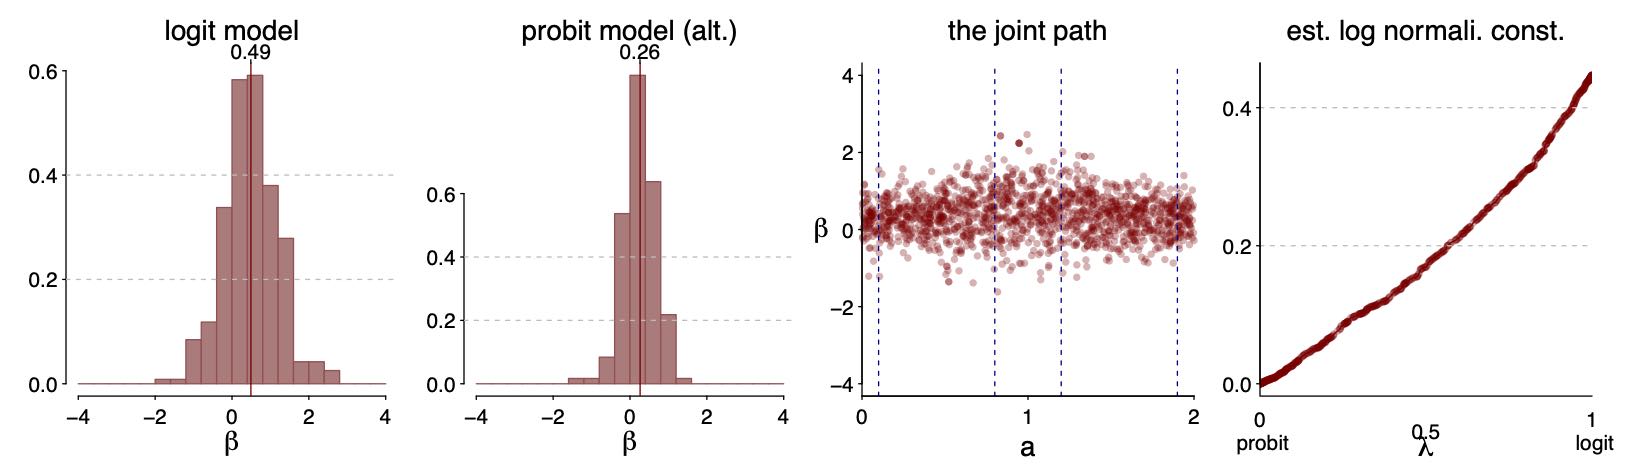 logit model
0.49
0.6
0.4
0.2
0.0
−4 −2 0 2 4
β
probit model (alt.)
0.26
0.6
0.4
0.2
0.0
−4 −2 0 2 4
β
the joint path
4
2
0
−2
−4
β
0 1 2
a
est. log normali. const.
0.4
0.2
0.0
0 0.5 1
probit λ logit